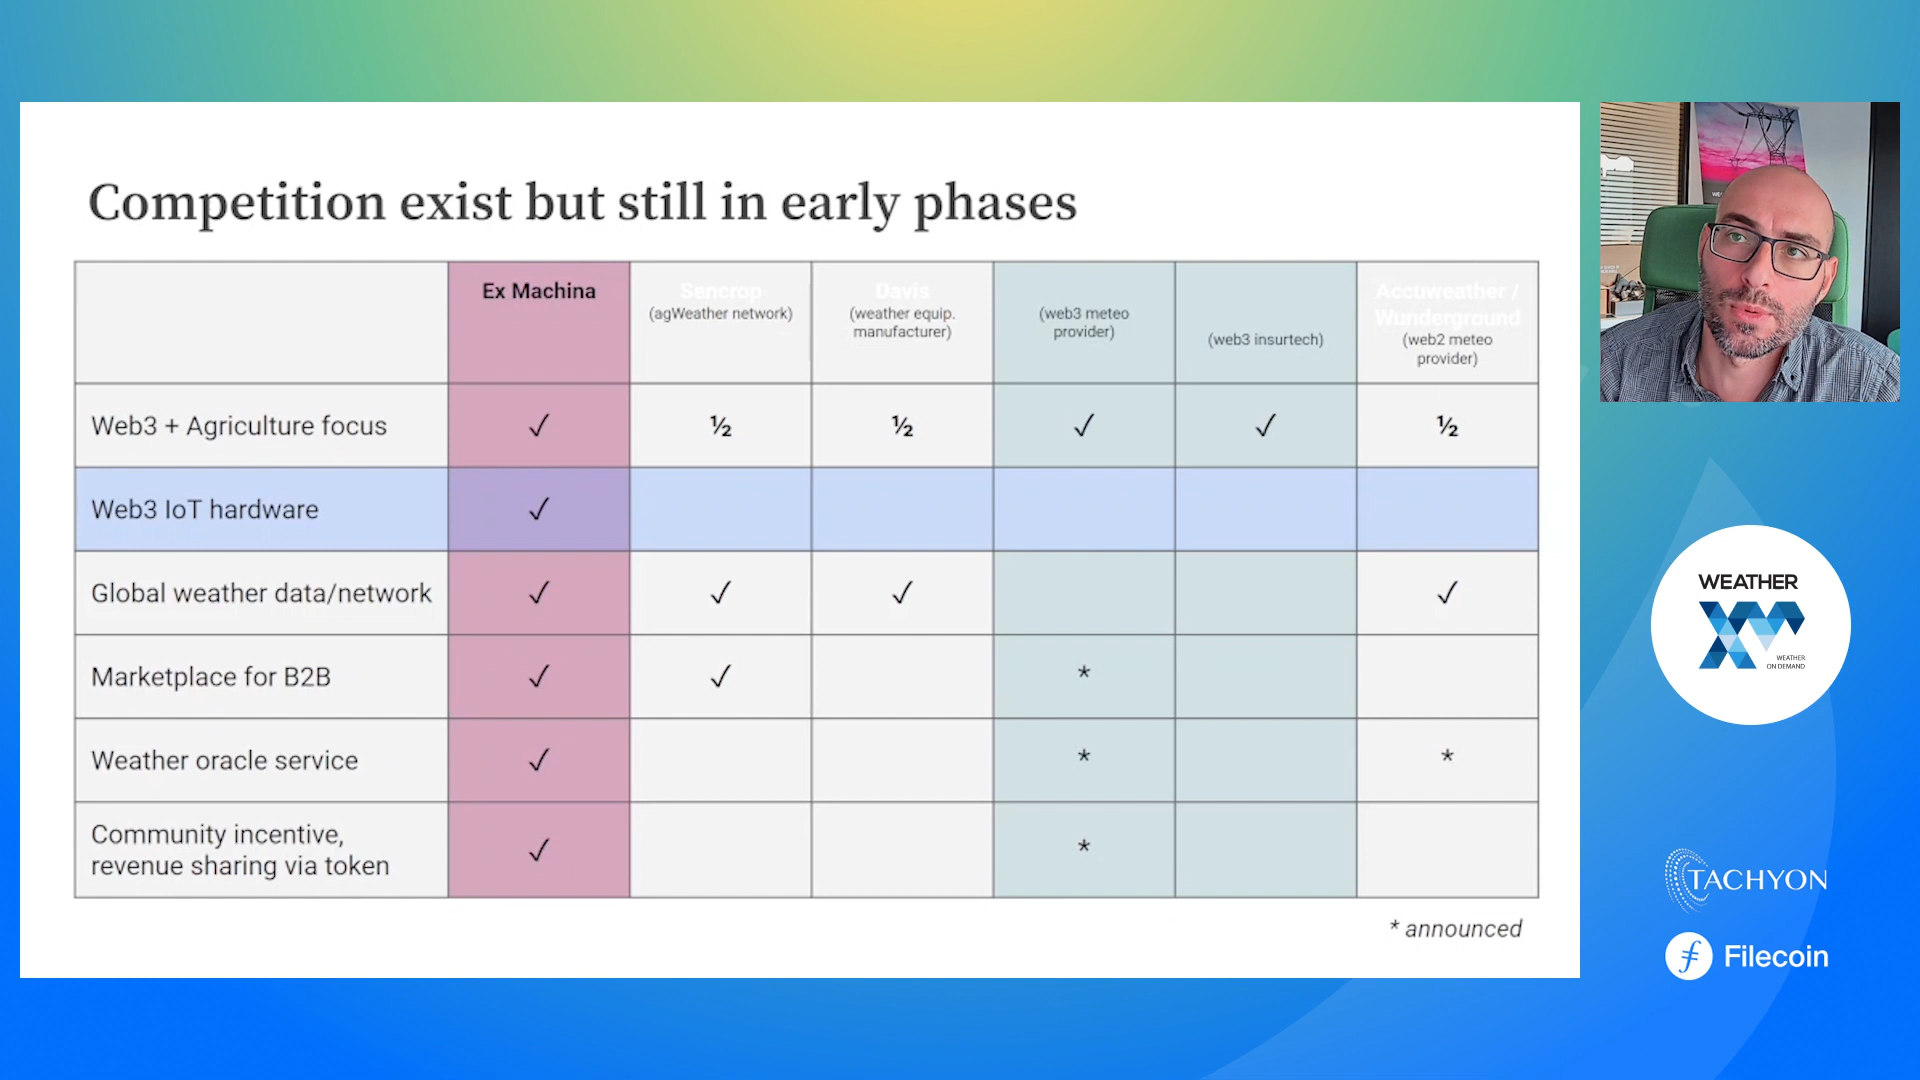 Competition exist but still in early phases
Ex Machina
Sencrop
(agWeather network)
Davis
(weather equip.
manufacturer)
(web3 meteo
provider)
(web3 insurtech)
Accuweather /
Wunderground
(web2 meteo
provider)
Web3 + Agriculture focus ✓ ½ ½ ✓ ✓ ½
Web3 IoT hardware ✓
Global weather data/network ✓ ✓ ✓ ✓
Marketplace for B2B ✓ ✓ *
Weather oracle service ✓ * *
Community incentive,
revenue sharing via token ✓ *
* announced
WEATHER
XM
WEATHER
ON DEMAND
TACHYON
Filecoin